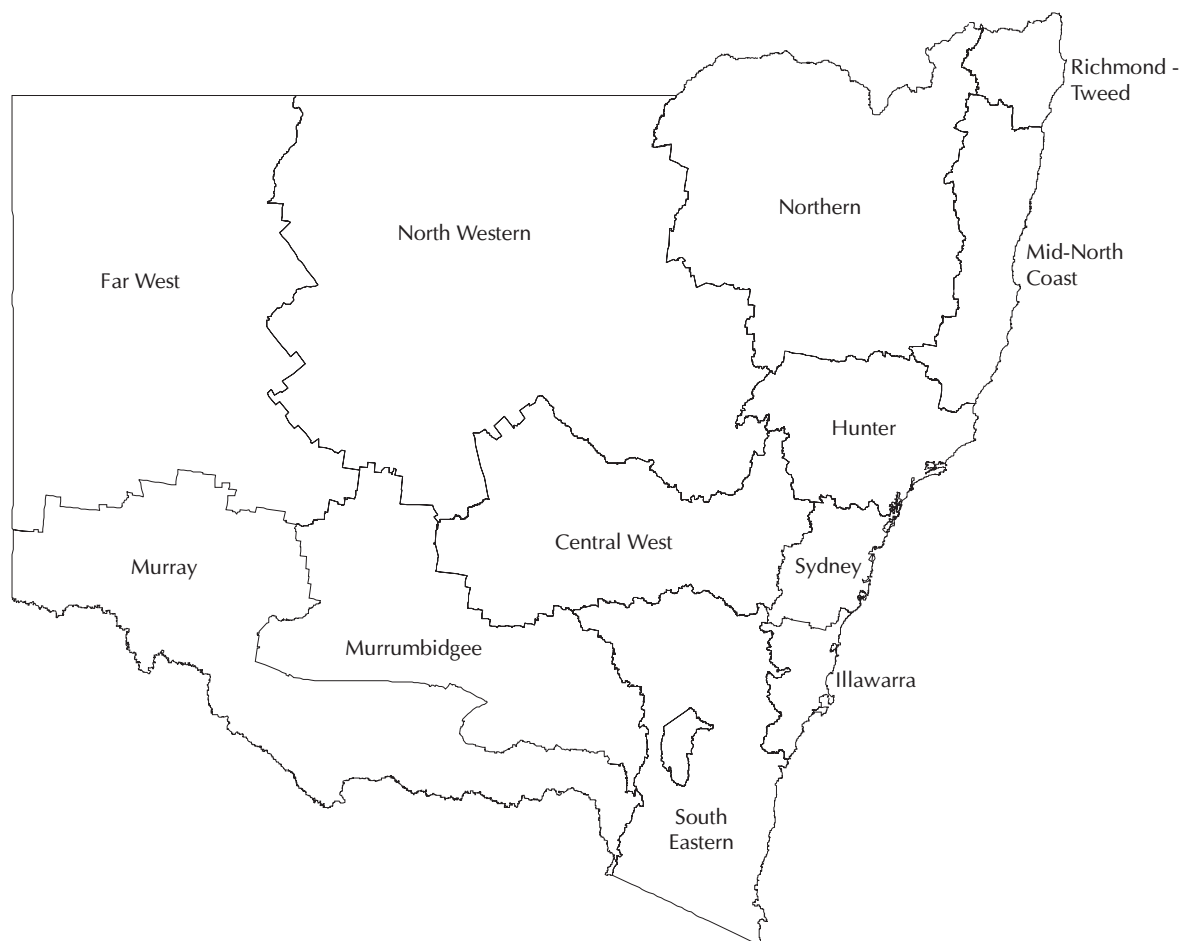 Richmond -
Tweed
Northern
North Western
Mid-North
Coast
Far West
Hunter
Central West
Sydney
Murray
Murrumbidgee
Illawarra
South
Eastern